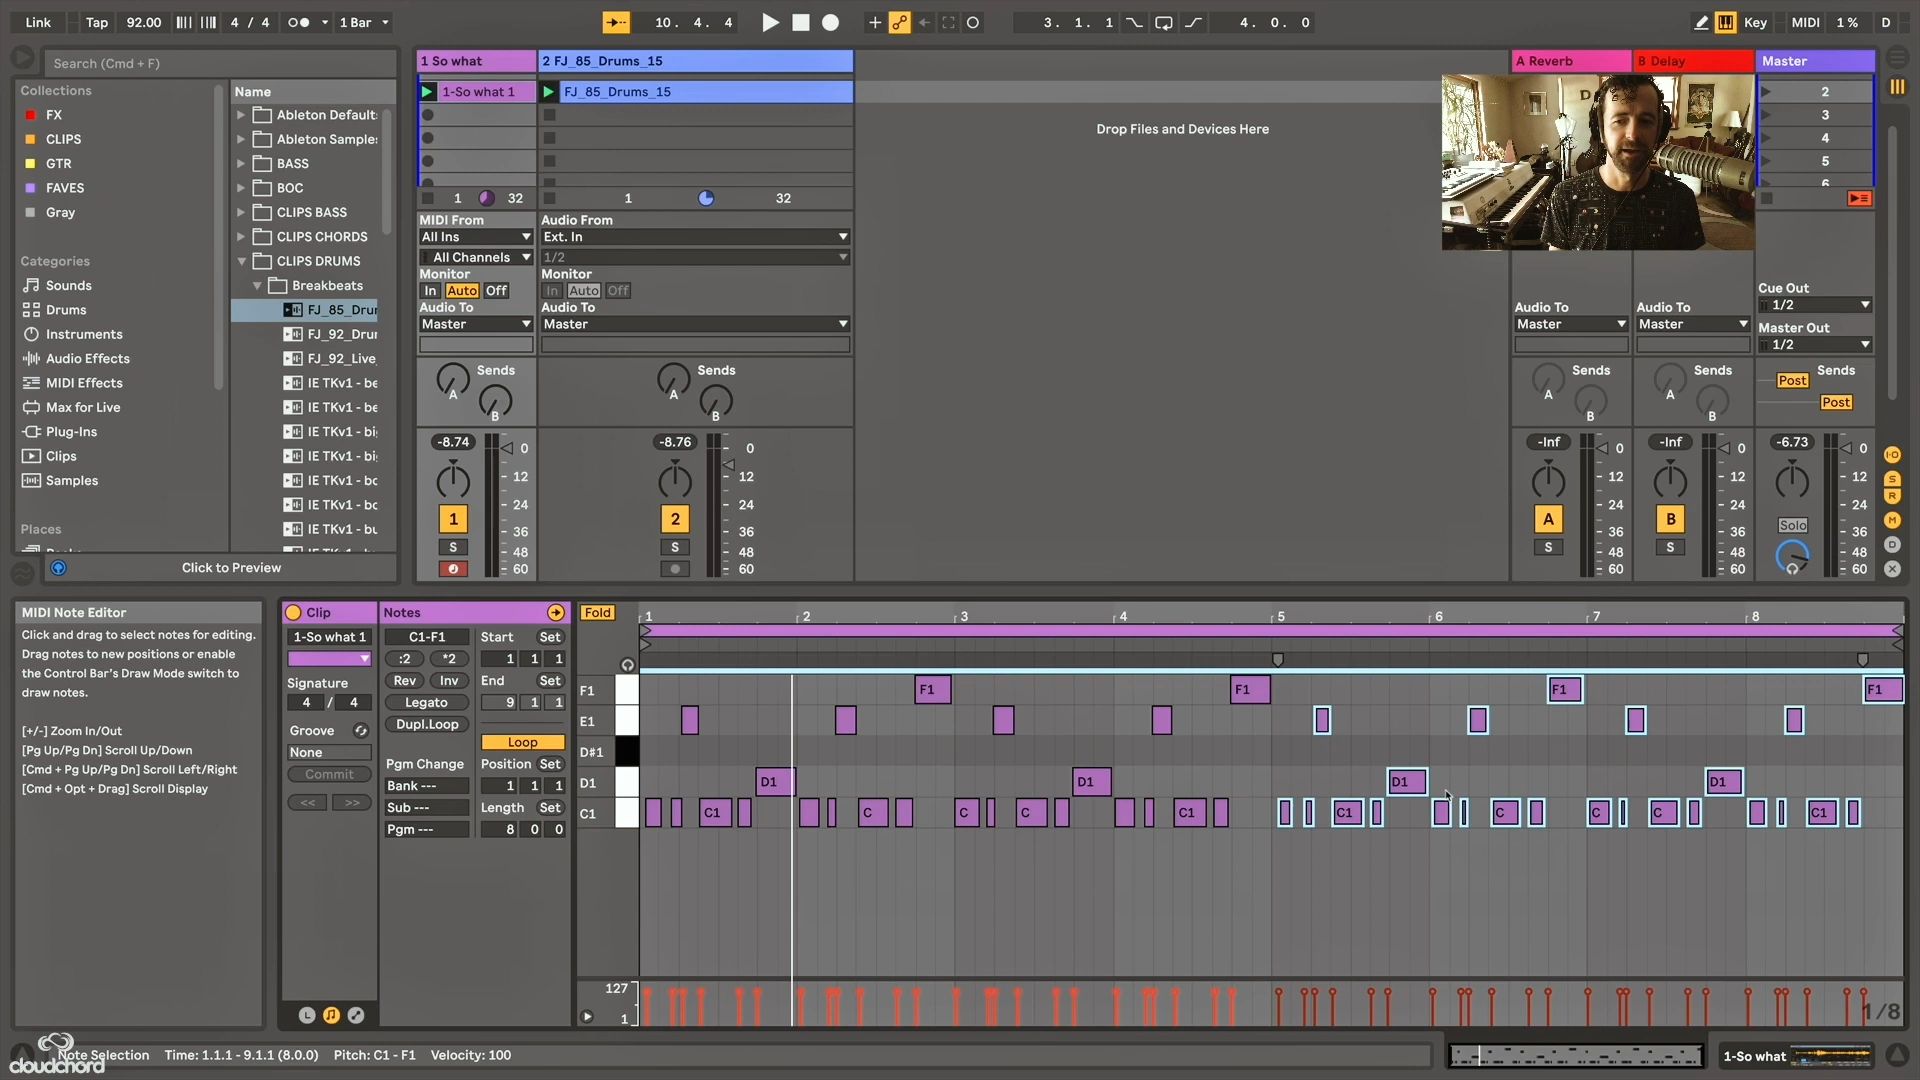 Link Tap 92.00 4 / 4 1 Bar 10. 4. 4 3. 1. 1 4. 0. 0 Key MIDI 1 % D
Search (Cmd + F)
Collections
FX
CLIPS
GTR
FAVES
Gray
Categories
Sounds
Drums
Instruments
Audio Effects
MIDI Effects
Max for Live
Plug-Ins
Clips
Samples
Places
Name
Ableton Default
Ableton Sample
BASS
BOC
CLIPS BASS
CLIPS CHORDS
CLIPS DRUMS
Breakbeats
FJ_85_Drur
FJ_92_Drur
FJ_92_Live_
IE TKv1 - be
IE TKv1 - be
IE TKv1 - bi
IE TKv1 - bi
IE TKv1 - bc
IE TKv1 - bc
IE TKv1 - bu
Click to Preview
1 So what
1-So what 1
1 32
MIDI From
All Ins
All Channels
Monitor
In Auto Off
Audio To
Master
Sends
A
B
-8.74
0
12
24
36
48
60
1
S
2 FJ_85_Drums_15
FJ_85_Drums_15
1 32
Audio From
Ext. In
1/2
Monitor
In Auto Off
Audio To
Master
Sends
A
B
-8.76
0
12
24
36
48
60
2
S
Drop Files and Devices Here
A Reverb
Audio To
Master
Sends
A
B
-Inf
0
12
24
36
48
60
A
S
B Delay
Audio To
Master
Sends
A
B
-Inf
0
12
24
36
48
60
B
S
Master
2
3
4
5
6
Cue Out
1/2
Master Out
1/2
Sends
Post
Post
-6.73
0
12
24
36
48
60
Solo
I-O
S
R
M
D
X
MIDI Note Editor
Click and drag to select notes for editing.
Drag notes to new positions or enable
the Control Bar's Draw Mode switch to
draw notes.
[+/-] Zoom In/Out
[Pg Up/Pg Dn] Scroll Up/Down
[Cmd + Pg Up/Pg Dn] Scroll Left/Right
[Cmd + Opt + Drag] Scroll Display
Clip
1-So what 1
Signature
4 / 4
Groove
None
Commit
<< >>
L
Notes
C1-F1
:2 *2
Rev Inv
Legato
Dupl.Loop
Pgm Change
Bank ---
Sub ---
Pgm ---
Start Set
1 1 1
End Set
9 1 1
Loop
Position Set
1 1 1
Length Set
8 0 0
Fold 1 2 3 4 5 6 7 8
F1 F1 F1 F1 F1
E1
D#1
D1 D1 D1 D1 D1
C1 C1 C C C C1 C1 C C C C1
127
1
1/8
cloudchord
Note Selection Time: 1.1.1 - 9.1.1 (8.0.0) Pitch: C1 - F1 Velocity: 100
1-So what